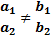 a₁/a₂ ≠ b₁/b₂